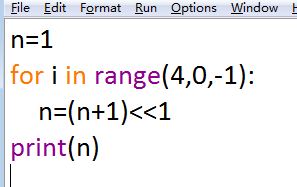 File Edit Format Run Options Window H
n=1
for i in range(4,0,-1):
    n=(n+1)<<1
print(n)